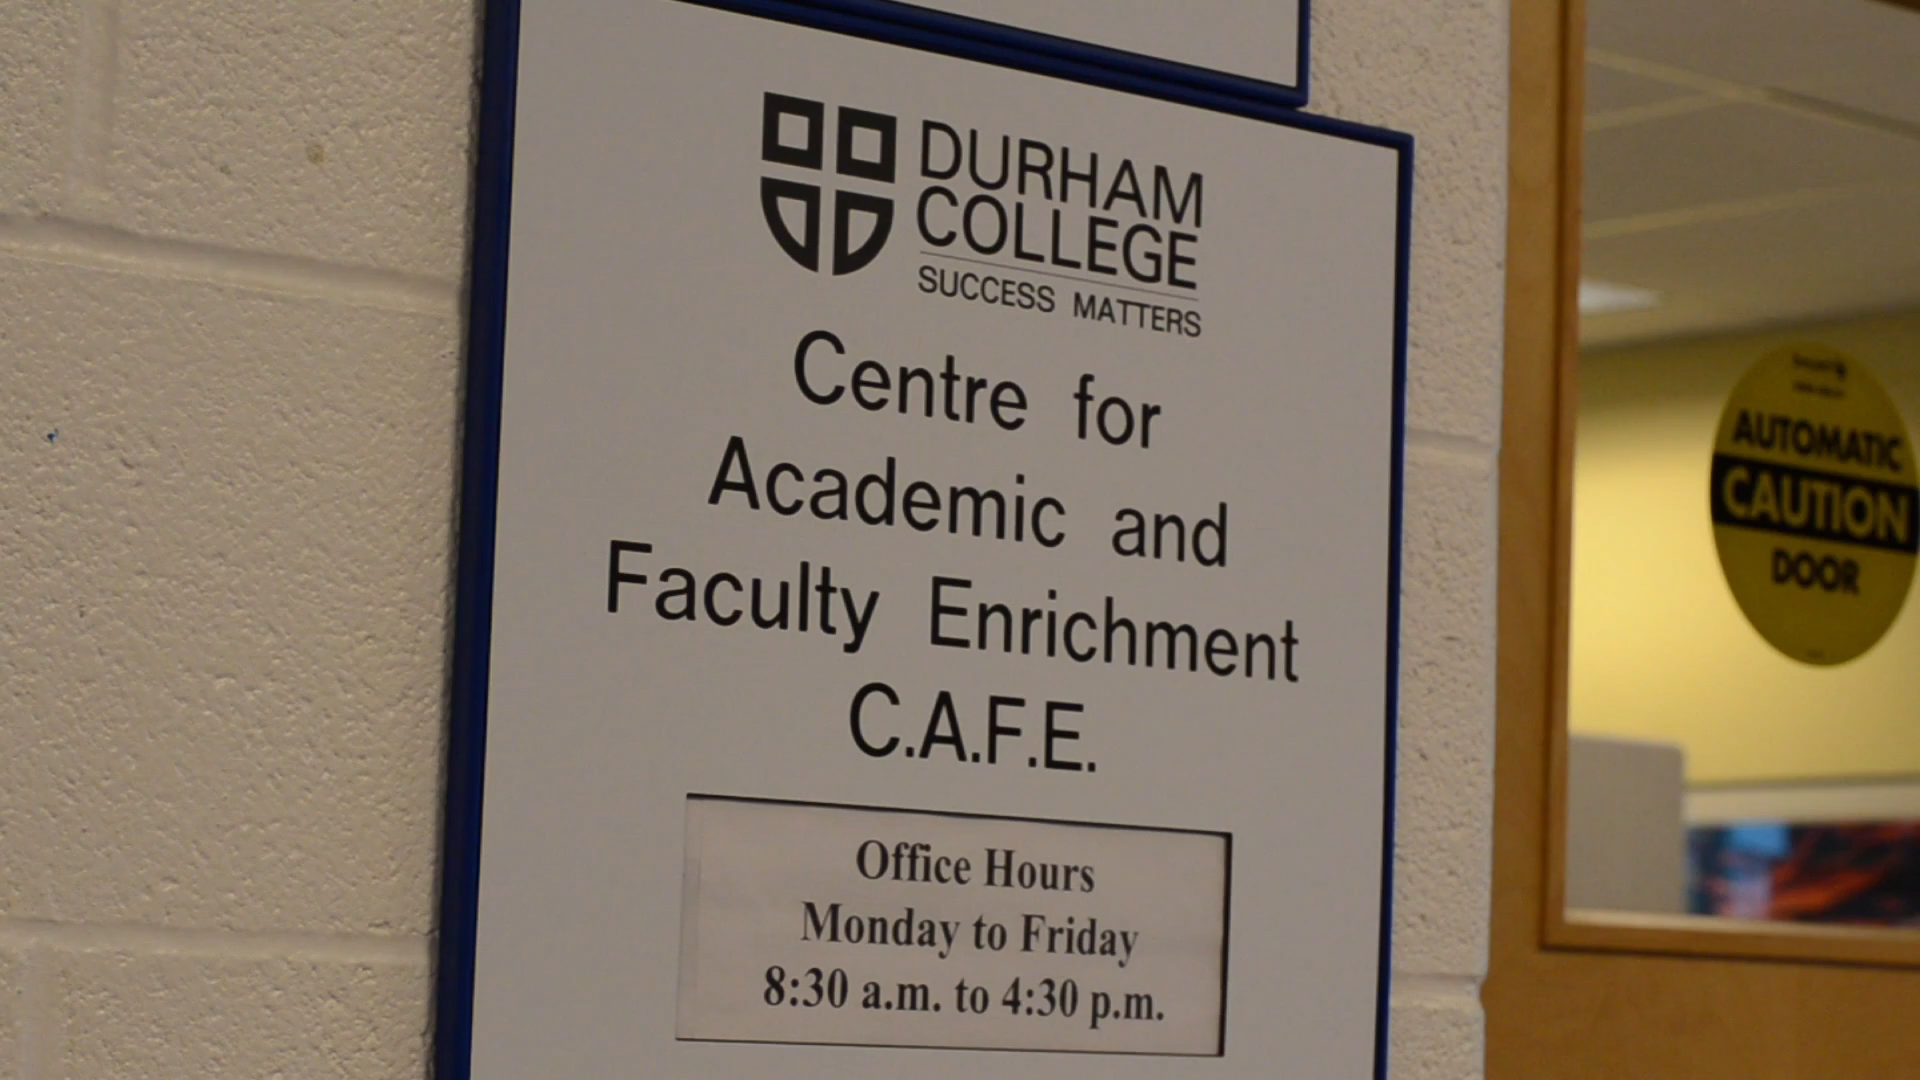 DURHAM
COLLEGE
SUCCESS MATTERS
Centre for
Academic and
Faculty Enrichment
C.A.F.E.
Office Hours
Monday to Friday
8:30 a.m. to 4:30 p.m.
AUTOMATIC
CAUTION
DOOR